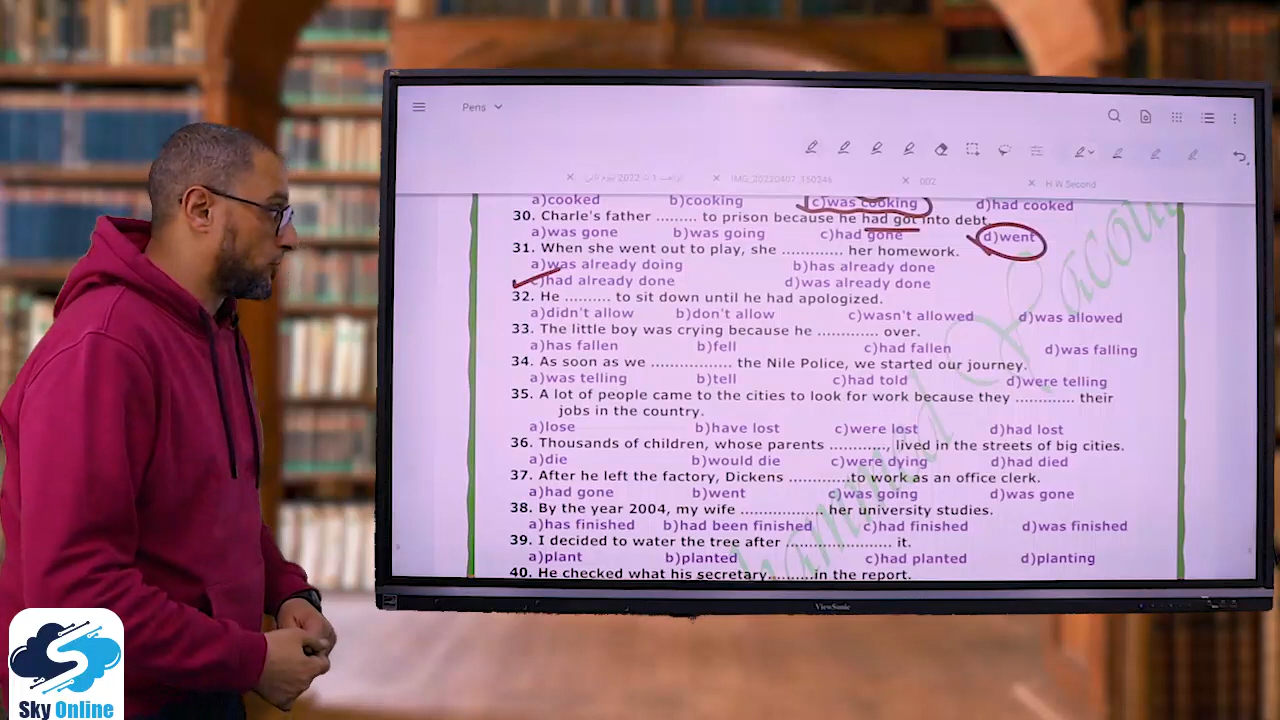 Pens
1 ث 2022
IMG_20220407_150346
002
H.W Second
a)was cooked b)cooking c)was cooking d)had cooked
30. Charle's father ......... to prison because he had got into debt.
a)was gone b)was going c)had gone d)went
31. When she went out to play, she ............. her homework.
a)was already doing b)has already done
c)had already done d)was already done
32. He .......... to sit down until he had apologized.
a)didn't allow b)don't allow c)wasn't allowed d)was allowed
33. The little boy was crying because he ............. over.
a)has fallen b)fell c)had fallen d)was falling
34. As soon as we ................. the Nile Police, we started our journey.
a)was telling b)tell c)had told d)were telling
35. A lot of people came to the cities to look for work because they ............. their
jobs in the country.
a)lose b)have lost c)were lost d)had lost
36. Thousands of children, whose parents ..........., lived in the streets of big cities.
a)die b)would die c)were dying d)had died
37. After he left the factory, Dickens .............to work as an office clerk.
a)had gone b)went c)was going d)was gone
38. By the year 2004, my wife .................. her university studies.
a)has finished b)had been finished c)had finished d)was finished
39. I decided to water the tree after ...................... it.
a)plant b)planted c)had planted d)planting
40. He checked what his secretary..........in the report.
ViewSonic
S
Sky Online